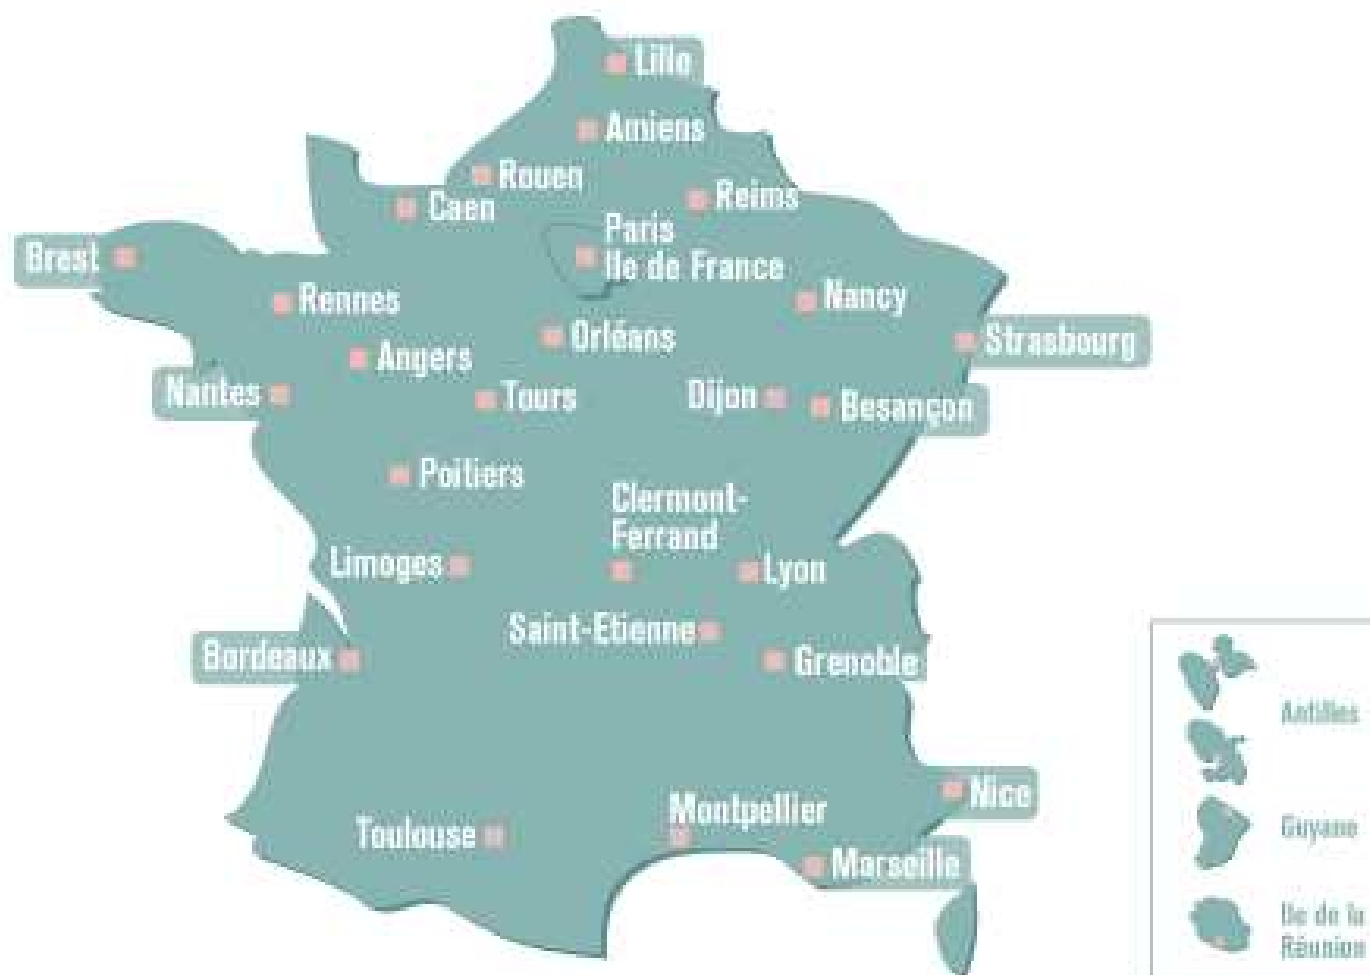 Lille
Amiens
Rouen
Reims
Caen
Paris
Ile de France
Brest
Rennes
Nancy
Orléans
Strasbourg
Angers
Nantes
Tours
Dijon
Besançon
Poitiers
Clermont-
Ferrand
Limoges
Lyon
Saint-Etienne
Bordeaux
Grenoble
Antilles
Nice
Montpellier
Toulouse
Guyane
Marseille
Ile de la
Réunion